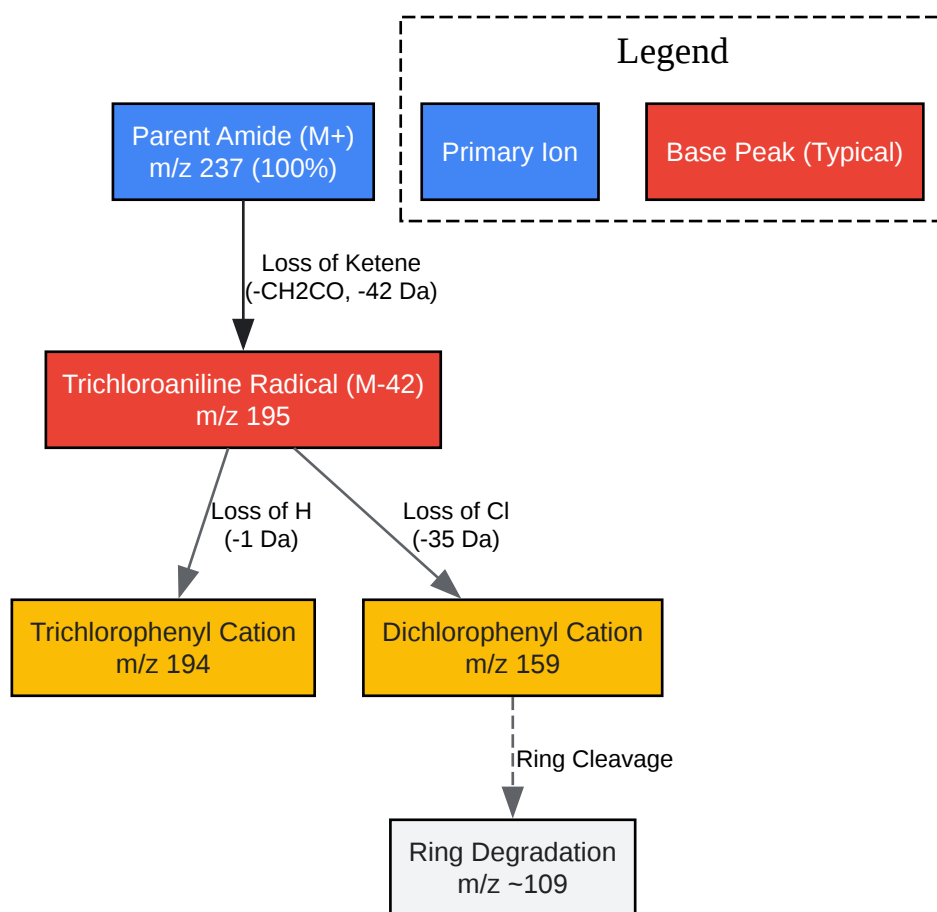 Legend
Parent Amide (M+)
m/z 237 (100%)
Primary Ion
Base Peak (Typical)
Loss of Ketene
(-CH2CO, -42 Da)
Trichloroaniline Radical (M-42)
m/z 195
Loss of H
(-1 Da)
Loss of Cl
(-35 Da)
Trichlorophenyl Cation
m/z 194
Dichlorophenyl Cation
m/z 159
Ring Cleavage
Ring Degradation
m/z ~109